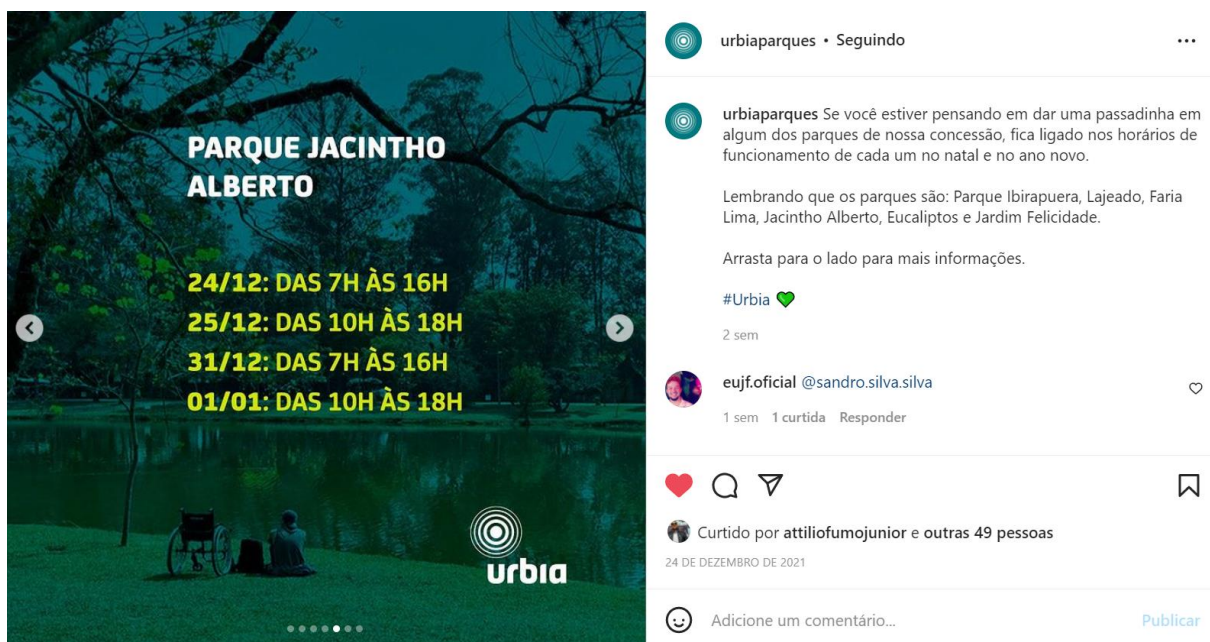 PARQUE JACINTHO
ALBERTO
24/12: DAS 7H ÀS 16H
25/12: DAS 10H ÀS 18H
31/12: DAS 7H ÀS 16H
01/01: DAS 10H ÀS 18H
urbia
urbiaparques • Seguindo
urbiaparques Se você estiver pensando em dar uma passadinha em
algum dos parques de nossa concessão, fica ligado nos horários de
funcionamento de cada um no natal e no ano novo.
Lembrando que os parques são: Parque Ibirapuera, Lajeado, Faria
Lima, Jacintho Alberto, Eucaliptos e Jardim Felicidade.
Arrasta para o lado para mais informações.
#Urbia 💚
2 sem
eujf.oficial @sandro.silva.silva
1 sem 1 curtida Responder
Curtido por attiliofumojunior e outras 49 pessoas
24 DE DEZEMBRO DE 2021
Adicione um comentário... Publicar